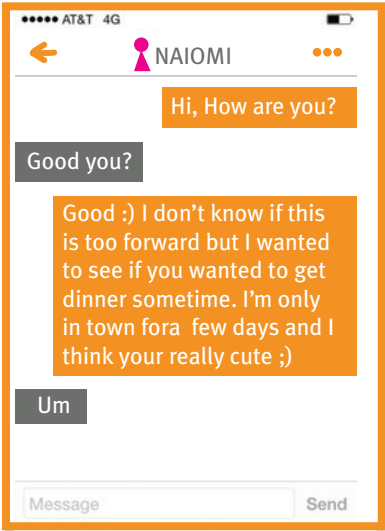 AT&T 4G
NAIOMI
Hi, How are you?
Good you?
Good :) I don't know if this
is too forward but I wanted
to see if you wanted to get
dinner sometime. I'm only
in town fora few days and I
think your really cute ;)
Um
Message Send